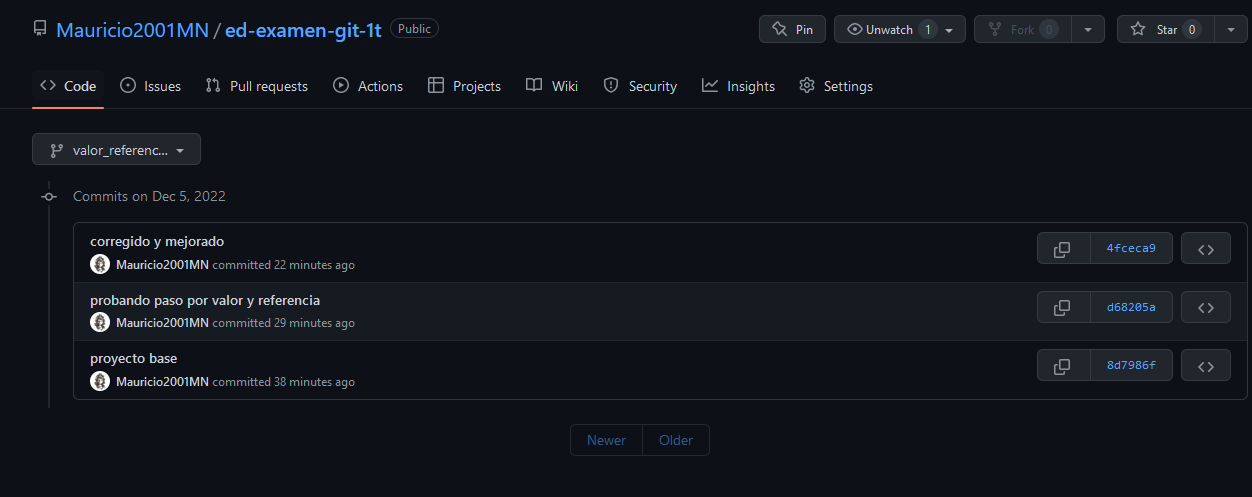 Mauricio2001MN / ed-examen-git-1t Public
Pin Unwatch 1 Fork 0 Star 0
Code Issues Pull requests Actions Projects Wiki Security Insights Settings
valor_referenc...
Commits on Dec 5, 2022
corregido y mejorado
Mauricio2001MN committed 22 minutes ago
4fceca9
probando paso por valor y referencia
Mauricio2001MN committed 29 minutes ago
d68205a
proyecto base
Mauricio2001MN committed 38 minutes ago
8d7986f
Newer Older